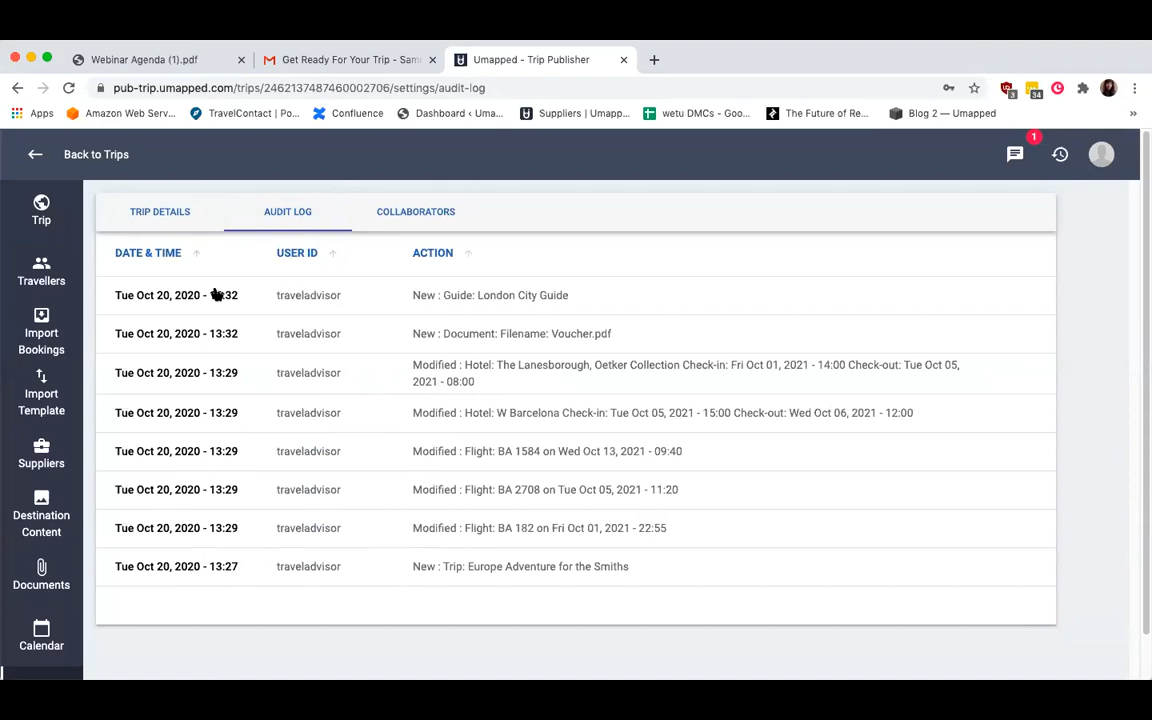 Webinar Agenda (1).pdf
Get Ready For Your Trip - Sam
Umapped - Trip Publisher
pub-trip.umapped.com/trips/2462137487460002706/settings/audit-log
3
34
Apps
Amazon Web Serv...
TravelContact | Po...
Confluence
Dashboard ‹ Uma...
Suppliers | Umapp...
wetu DMCs - Goo...
The Future of Re...
Blog 2 — Umapped
»
Back to Trips
1
Trip
Travellers
Import
Bookings
Import
Template
Suppliers
Destination
Content
Documents
Calendar
TRIP DETAILS
AUDIT LOG
COLLABORATORS
DATE & TIME USER ID ACTION
Tue Oct 20, 2020 - :32 traveladvisor New : Guide: London City Guide
Tue Oct 20, 2020 - 13:32 traveladvisor New : Document: Filename: Voucher.pdf
Tue Oct 20, 2020 - 13:29 traveladvisor Modified : Hotel: The Lanesborough, Oetker Collection Check-in: Fri Oct 01, 2021 - 14:00 Check-out: Tue Oct 05,
2021 - 08:00
Tue Oct 20, 2020 - 13:29 traveladvisor Modified : Hotel: W Barcelona Check-in: Tue Oct 05, 2021 - 15:00 Check-out: Wed Oct 06, 2021 - 12:00
Tue Oct 20, 2020 - 13:29 traveladvisor Modified : Flight: BA 1584 on Wed Oct 13, 2021 - 09:40
Tue Oct 20, 2020 - 13:29 traveladvisor Modified : Flight: BA 2708 on Tue Oct 05, 2021 - 11:20
Tue Oct 20, 2020 - 13:29 traveladvisor Modified : Flight: BA 182 on Fri Oct 01, 2021 - 22:55
Tue Oct 20, 2020 - 13:27 traveladvisor New : Trip: Europe Adventure for the Smiths